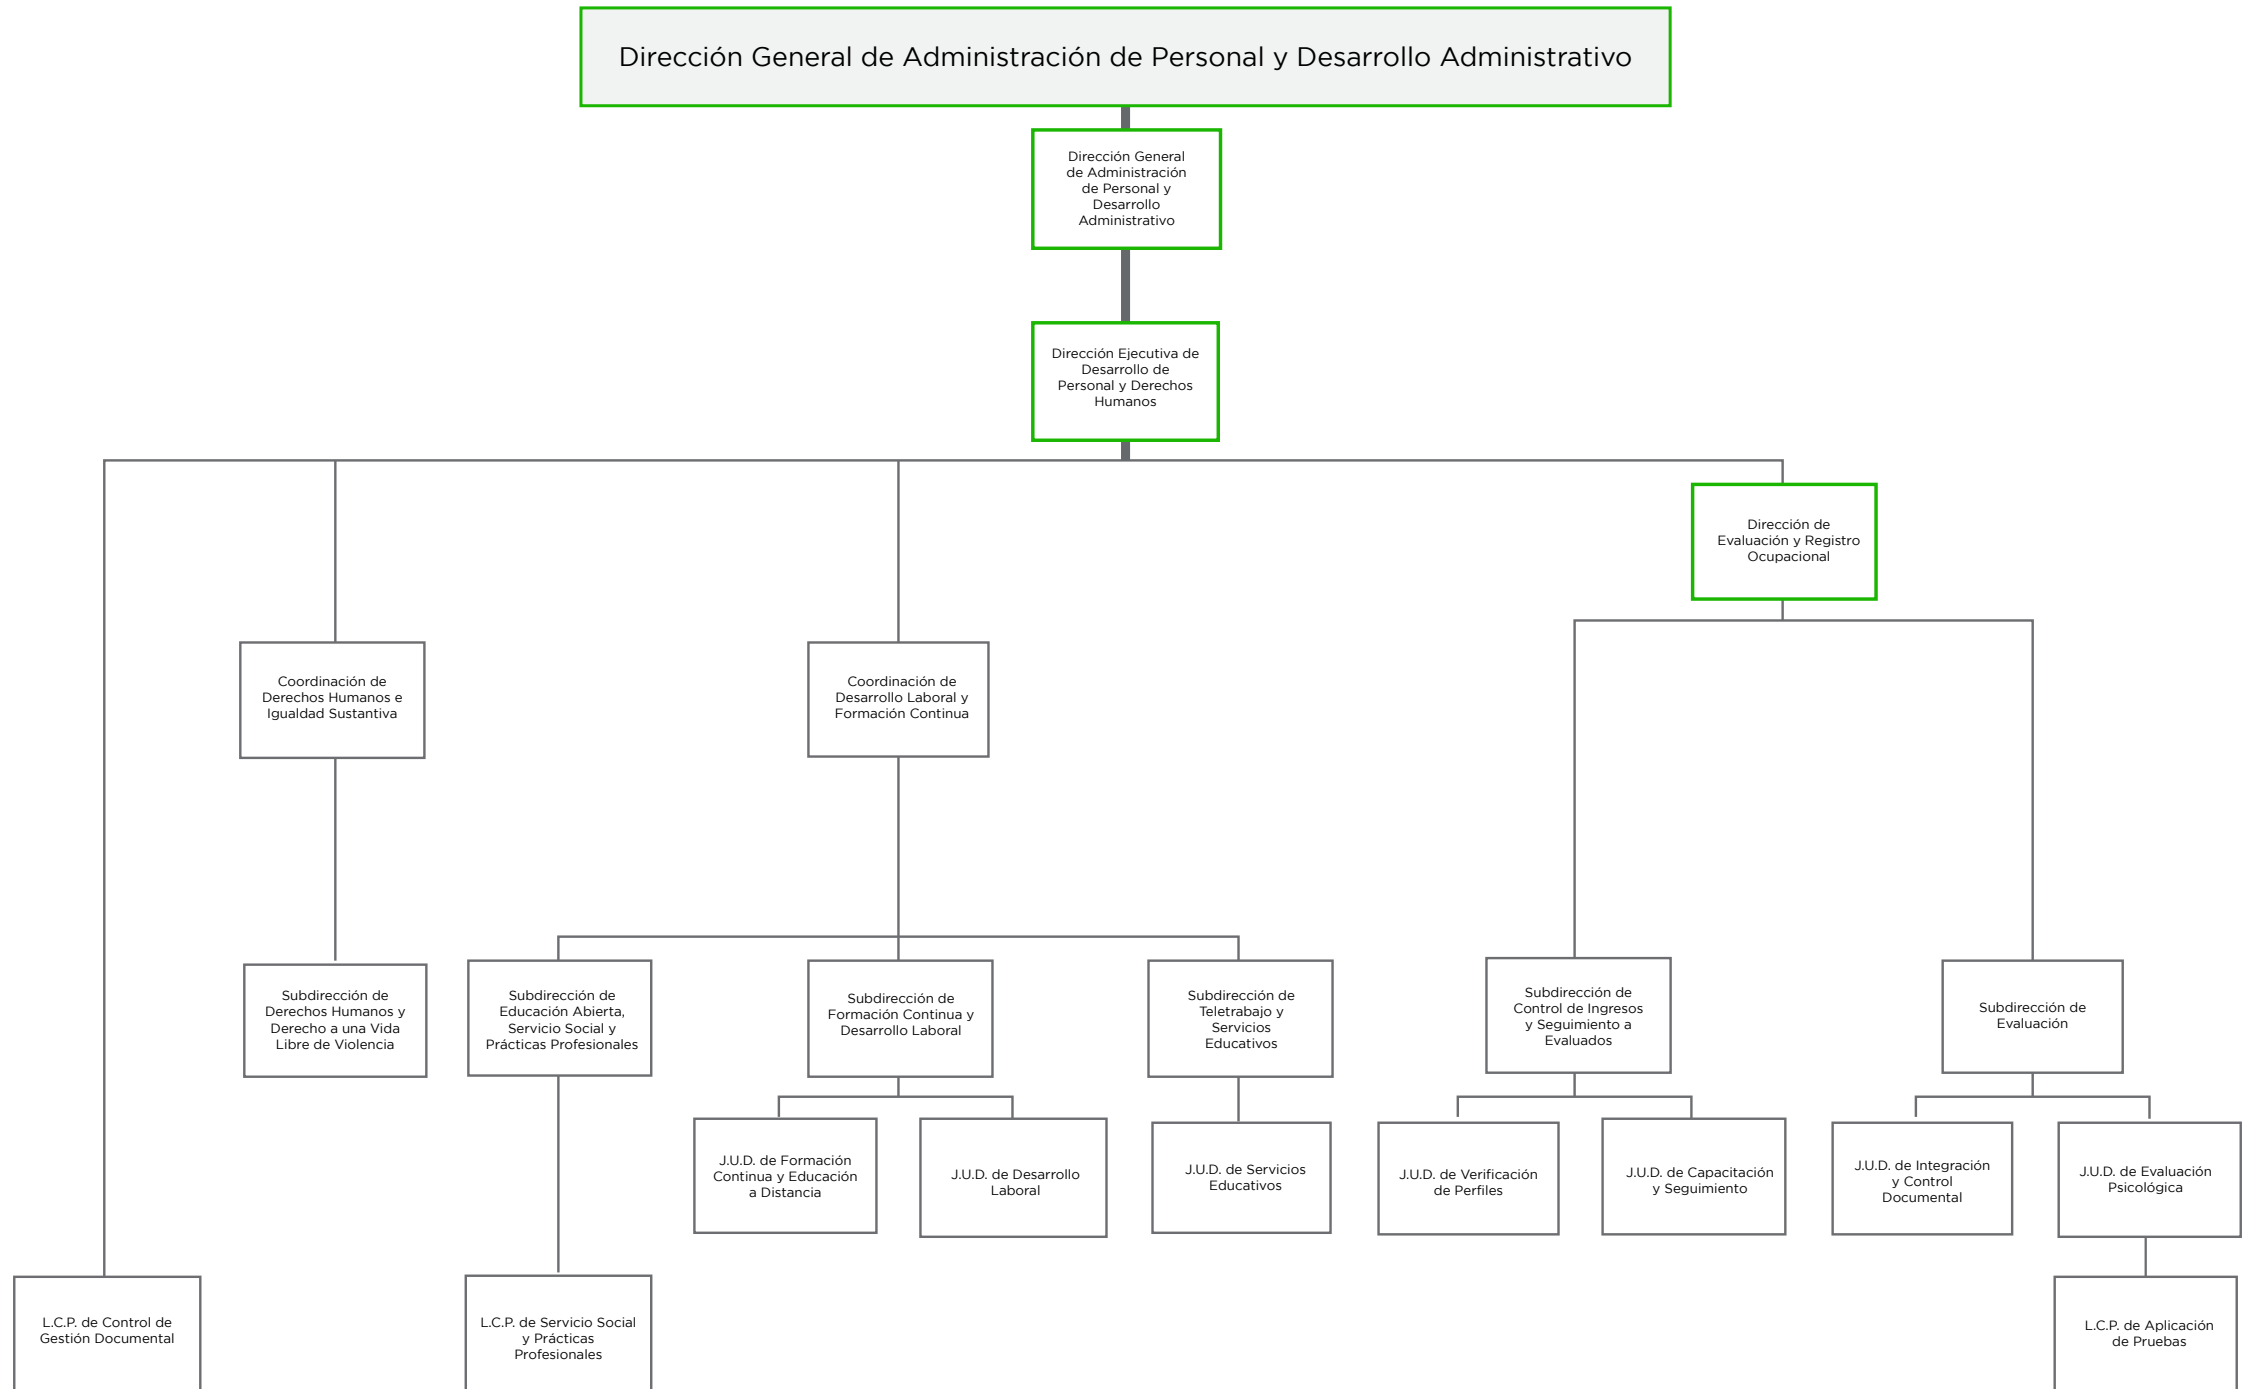 Dirección General de Administración de Personal y Desarrollo Administrativo
Dirección General
de Administración
de Personal y
Desarrollo
Administrativo
Dirección Ejecutiva de
Desarrollo de
Personal y Derechos
Humanos
Dirección de
Evaluación y Registro
Ocupacional
Coordinación de
Derechos Humanos e
Igualdad Sustantiva
Coordinación de
Desarrollo Laboral y
Formación Continua
Subdirección de
Derechos Humanos y
Derecho a una Vida
Libre de Violencia
Subdirección de
Educación Abierta,
Servicio Social y
Prácticas Profesionales
Subdirección de
Formación Continua y
Desarrollo Laboral
Subdirección de
Teletrabajo y
Servicios
Educativos
Subdirección de
Control de Ingresos
y Seguimiento a
Evaluados
Subdirección de
Evaluación
J.U.D. de Formación
Continua y Educación
a Distancia
J.U.D. de Desarrollo
Laboral
J.U.D. de Servicios
Educativos
J.U.D. de Verificación
de Perfiles
J.U.D. de Capacitación
y Seguimiento
J.U.D. de Integración
y Control
Documental
J.U.D. de Evaluación
Psicológica
L.C.P. de Control de
Gestión Documental
L.C.P. de Servicio Social
y Prácticas
Profesionales
L.C.P. de Aplicación
de Pruebas